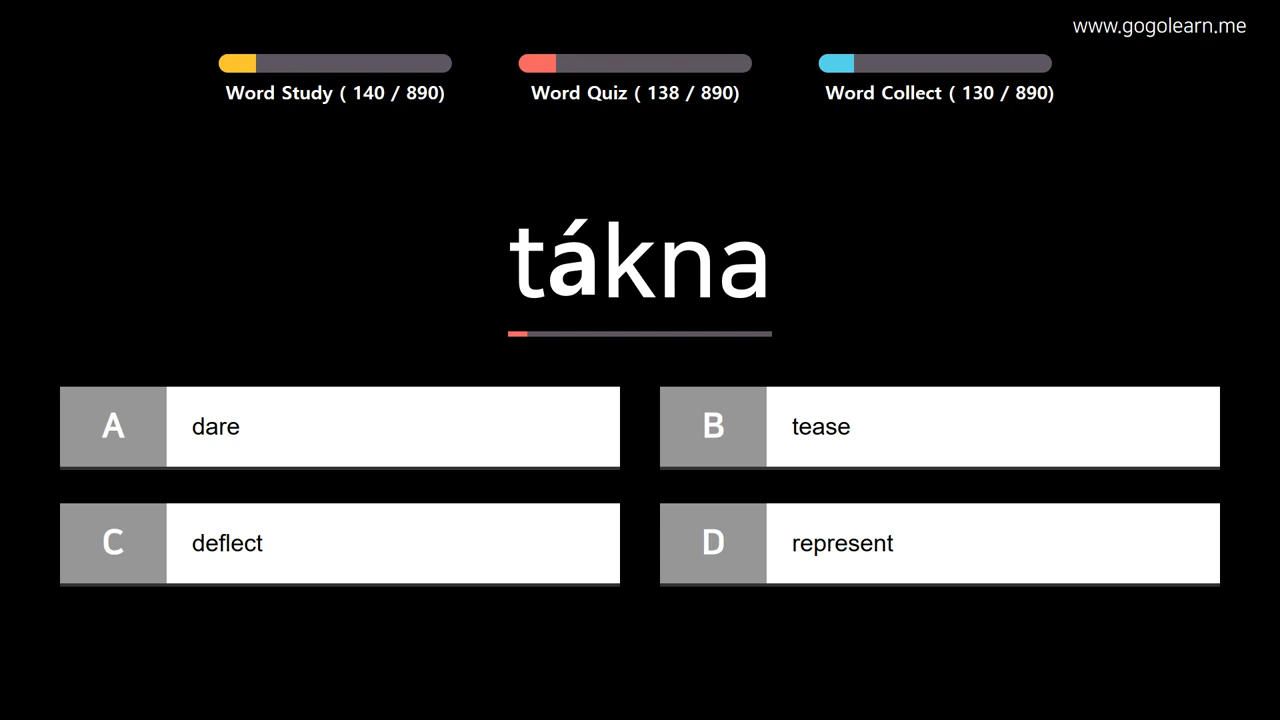 www.gogolearn.me
Word Study ( 140 / 890)
Word Quiz ( 138 / 890)
Word Collect ( 130 / 890)
tákna
A dare
B tease
C deflect
D represent